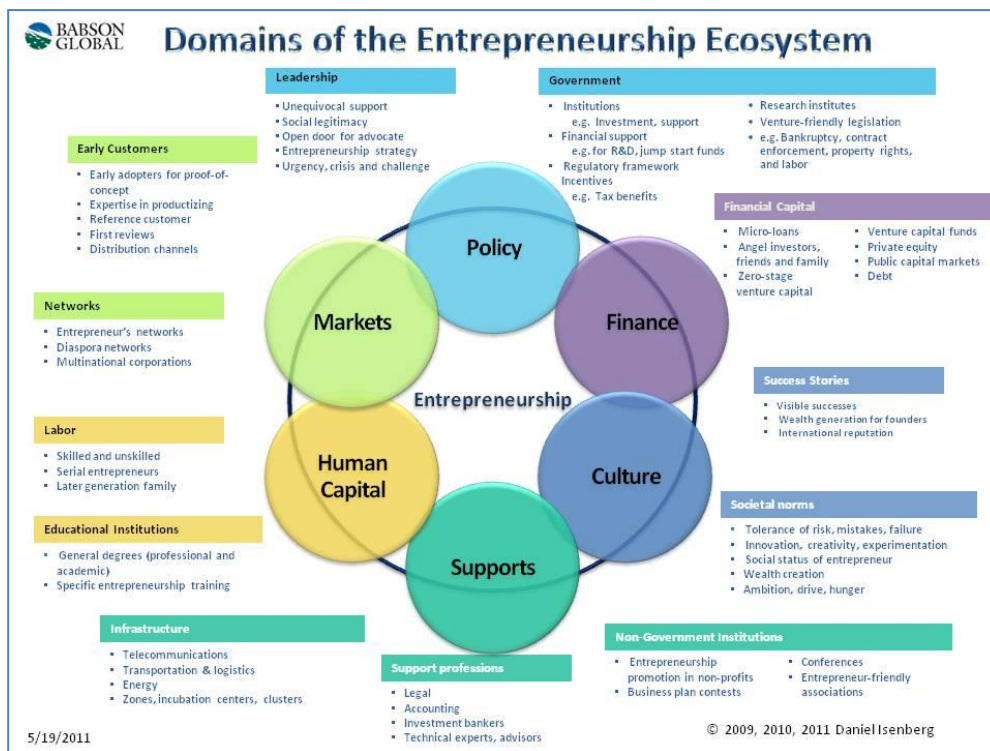 BABSON
GLOBAL
Domains of the Entrepreneurship Ecosystem
Leadership
▪ Unequivocal support
▪ Social legitimacy
▪ Open door for advocate
▪ Entrepreneurship strategy
▪ Urgency, crisis and challenge
Government
▪ Institutions
e.g. Investment, support
▪ Financial support
e.g. for R&D, jump start funds
▪ Regulatory framework
Incentives
e.g. Tax benefits
▪ Research institutes
▪ Venture-friendly legislation
▪ e.g. Bankruptcy, contract
enforcement, property rights,
and labor
Early Customers
▪ Early adopters for proof-of-
concept
▪ Expertise in productizing
▪ Reference customer
▪ First reviews
▪ Distribution channels
Financial Capital
▪ Micro-loans
▪ Angel investors,
friends and family
▪ Zero-stage
venture capital
▪ Venture capital funds
▪ Private equity
▪ Public capital markets
▪ Debt
Policy
Markets
Finance
Networks
▪ Entrepreneur's networks
▪ Diaspora networks
▪ Multinational corporations
Entrepreneurship
Success Stories
▪ Visible successes
▪ Wealth generation for founders
▪ International reputation
Labor
▪ Skilled and unskilled
▪ Serial entrepreneurs
▪ Later generation family
Human
Capital
Culture
Supports
Societal norms
▪ Tolerance of risk, mistakes, failure
▪ Innovation, creativity, experimentation
▪ Social status of entrepreneur
▪ Wealth creation
▪ Ambition, drive, hunger
Educational Institutions
▪ General degrees (professional and
academic)
▪ Specific entrepreneurship training
Infrastructure
▪ Telecommunications
▪ Transportation & logistics
▪ Energy
▪ Zones, incubation centers, clusters
Support professions
▪ Legal
▪ Accounting
▪ Investment bankers
▪ Technical experts, advisors
Non-Government Institutions
▪ Entrepreneurship
promotion in non-profits
▪ Business plan contests
▪ Conferences
▪ Entrepreneur-friendly
associations
5/19/2011
© 2009, 2010, 2011 Daniel Isenberg